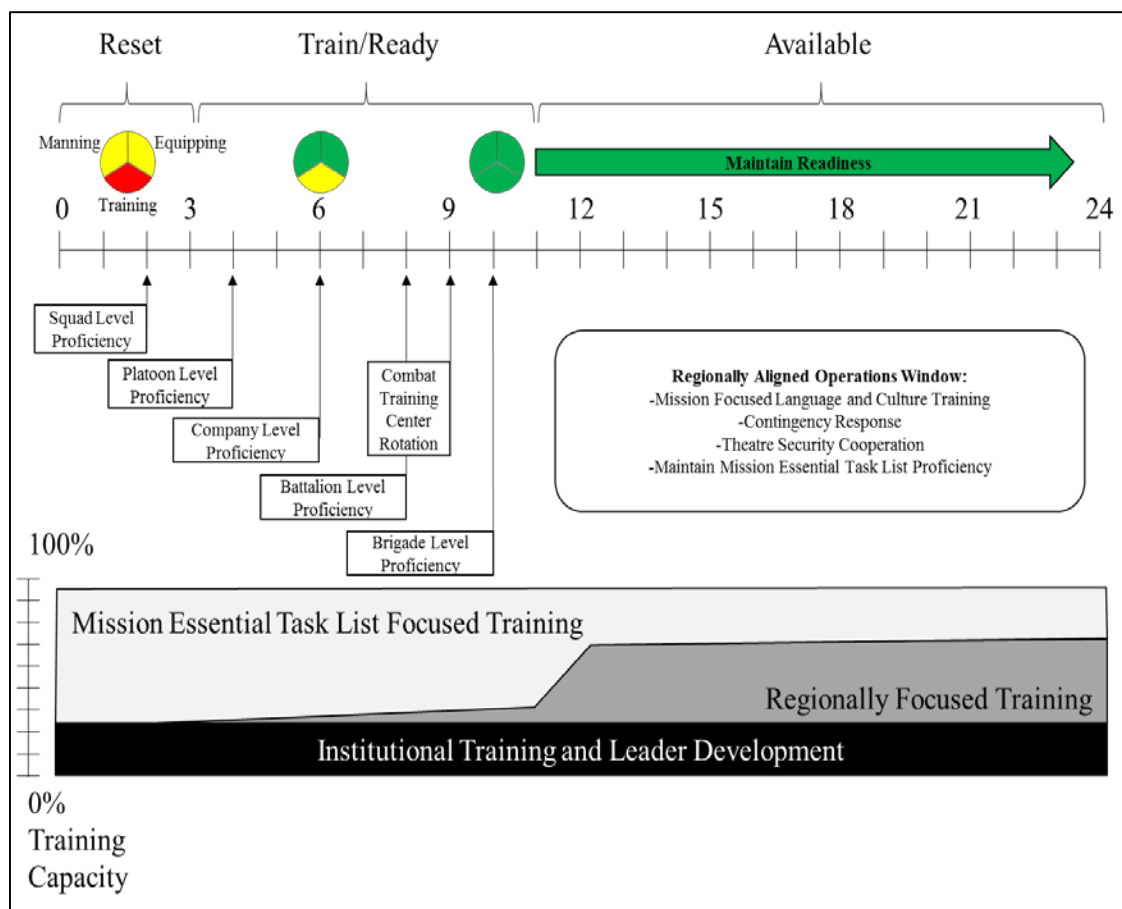 Reset
Train/Ready
Available
Manning
Equipping
Training
Maintain Readiness
0
3
6
9
12
15
18
21
24
Squad Level
Proficiency
Platoon Level
Proficiency
Company Level
Proficiency
Battalion Level
Proficiency
Combat
Training
Center
Rotation
Brigade Level
Proficiency
Regionally Aligned Operations Window:
-Mission Focused Language and Culture Training
-Contingency Response
-Theatre Security Cooperation
-Maintain Mission Essential Task List Proficiency
100%
Mission Essential Task List Focused Training
Regionally Focused Training
Institutional Training and Leader Development
0%
Training
Capacity